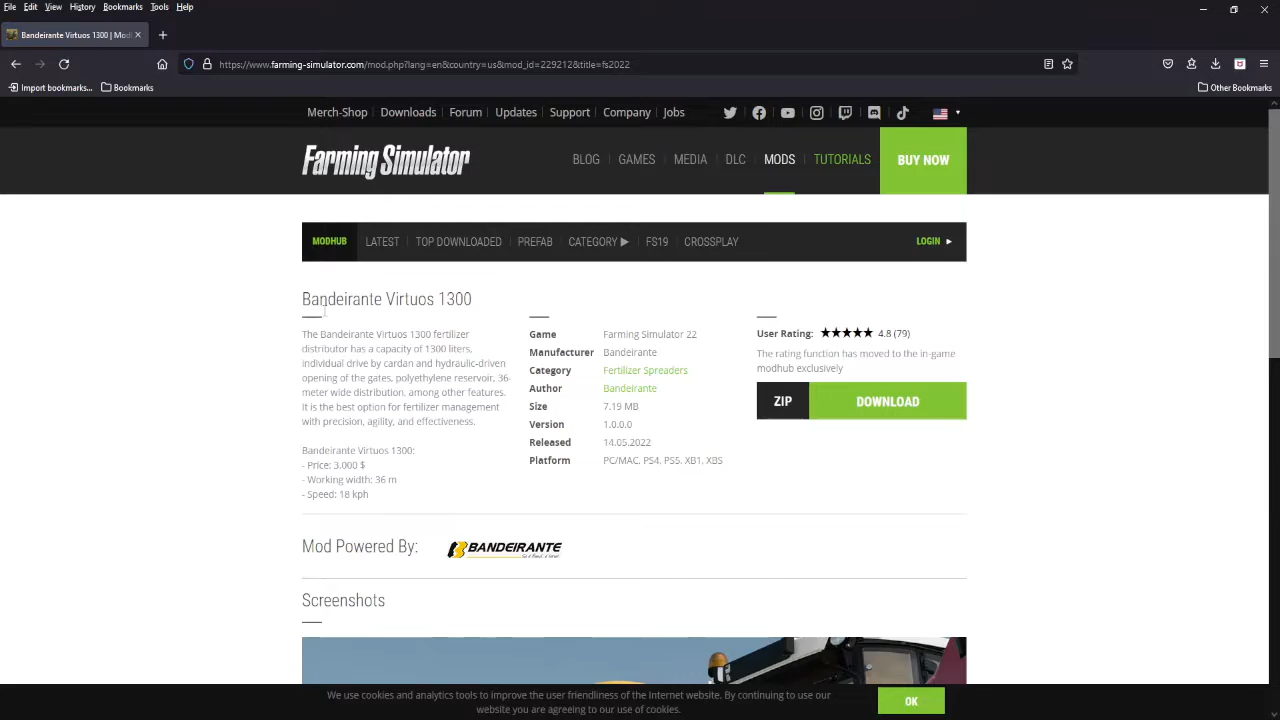 File Edit View History Bookmarks Tools Help
Bandeirante Virtuos 1300 | Mod
https://www.farming-simulator.com/mod.php?lang=en&country=us&mod_id=229212&title=fs2022
Import bookmarks... Bookmarks Other Bookmarks
Merch-Shop Downloads Forum Updates Support Company Jobs
Farming Simulator BLOG GAMES MEDIA DLC MODS TUTORIALS BUY NOW
MODHUB LATEST TOP DOWNLOADED PREFAB CATEGORY FS19 CROSSPLAY LOGIN
Bandeirante Virtuos 1300
The Bandeirante Virtuos 1300 fertilizer
distributor has a capacity of 1300 liters,
individual drive by cardan and hydraulic-driven
opening of the gates, polyethylene reservoir, 36-
meter wide distribution, among other features.
It is the best option for fertilizer management
with precision, agility, and effectiveness.
Bandeirante Virtuos 1300:
- Price: 3.000 $
- Working width: 36 m
- Speed: 18 kph
Game Farming Simulator 22
Manufacturer Bandeirante
Category Fertilizer Spreaders
Author Bandeirante
Size 7.19 MB
Version 1.0.0.0
Released 14.05.2022
Platform PC/MAC, PS4, PS5, XB1, XBS
User Rating: 4.8 (79)
The rating function has moved to the in-game
modhub exclusively
ZIP DOWNLOAD
Mod Powered By: BANDEIRANTE
Screenshots
We use cookies and analytics tools to improve the user friendliness of the Internet website. By continuing to use our
website you are agreeing to our use of cookies.
OK